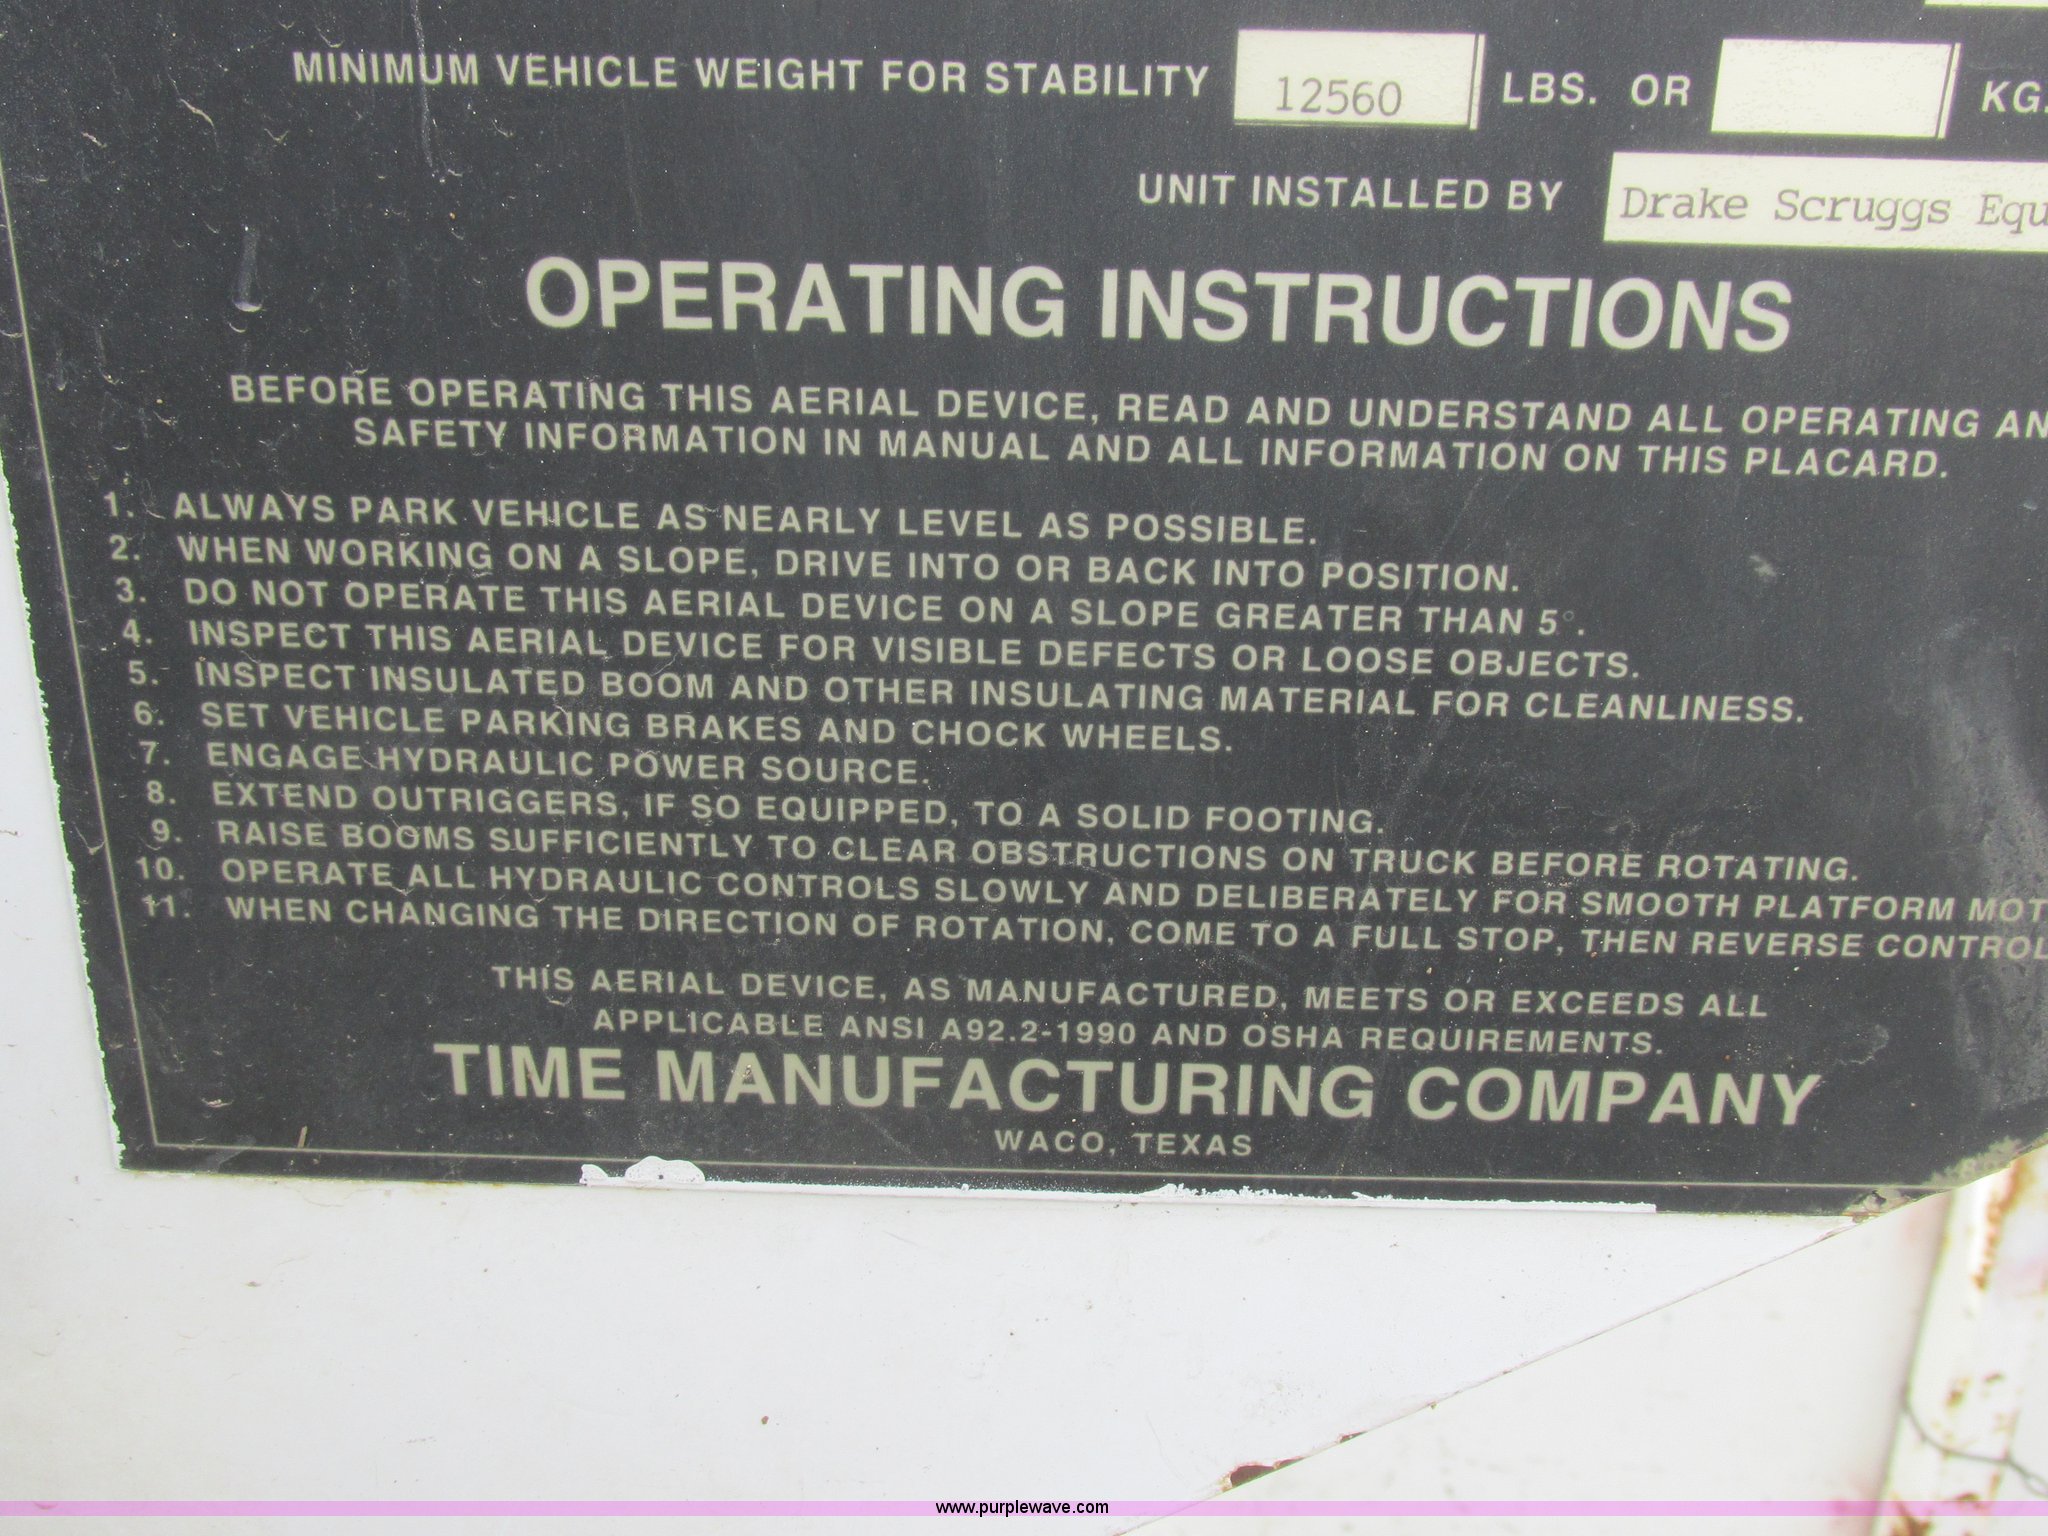 MINIMUM VEHICLE WEIGHT FOR STABILITY 12560 LBS. OR KG.
UNIT INSTALLED BY Drake Scruggs Equ
OPERATING INSTRUCTIONS
BEFORE OPERATING THIS AERIAL DEVICE, READ AND UNDERSTAND ALL OPERATING AN
SAFETY INFORMATION IN MANUAL AND ALL INFORMATION ON THIS PLACARD.
1. ALWAYS PARK VEHICLE AS NEARLY LEVEL AS POSSIBLE.
2. WHEN WORKING ON A SLOPE, DRIVE INTO OR BACK INTO POSITION.
3. DO NOT OPERATE THIS AERIAL DEVICE ON A SLOPE GREATER THAN 5°.
4. INSPECT THIS AERIAL DEVICE FOR VISIBLE DEFECTS OR LOOSE OBJECTS.
5. INSPECT INSULATED BOOM AND OTHER INSULATING MATERIAL FOR CLEANLINESS.
6. SET VEHICLE PARKING BRAKES AND CHOCK WHEELS.
7. ENGAGE HYDRAULIC POWER SOURCE.
8. EXTEND OUTRIGGERS, IF SO EQUIPPED, TO A SOLID FOOTING.
9. RAISE BOOMS SUFFICIENTLY TO CLEAR OBSTRUCTIONS ON TRUCK BEFORE ROTATING.
10. OPERATE ALL HYDRAULIC CONTROLS SLOWLY AND DELIBERATELY FOR SMOOTH PLATFORM MOT
11. WHEN CHANGING THE DIRECTION OF ROTATION, COME TO A FULL STOP, THEN REVERSE CONTROL
THIS AERIAL DEVICE, AS MANUFACTURED, MEETS OR EXCEEDS ALL
APPLICABLE ANSI A92.2-1990 AND OSHA REQUIREMENTS.
TIME MANUFACTURING COMPANY
WACO, TEXAS
www.purplewave.com